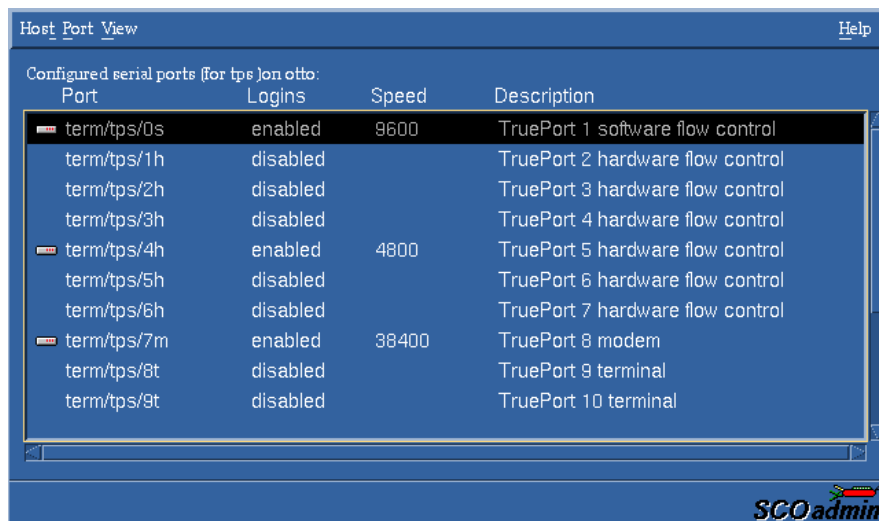 Host Port View Help
Configured serial ports (for tps )on otto:
Port Logins Speed Description
term/tps/0s enabled 9600 TruePort 1 software flow control
term/tps/1h disabled TruePort 2 hardware flow control
term/tps/2h disabled TruePort 3 hardware flow control
term/tps/3h disabled TruePort 4 hardware flow control
term/tps/4h enabled 4800 TruePort 5 hardware flow control
term/tps/5h disabled TruePort 6 hardware flow control
term/tps/6h disabled TruePort 7 hardware flow control
term/tps/7m enabled 38400 TruePort 8 modem
term/tps/8t disabled TruePort 9 terminal
term/tps/9t disabled TruePort 10 terminal
SCOadmin